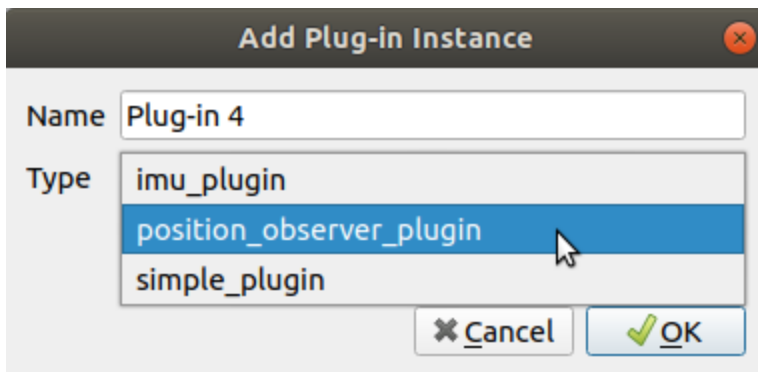 Add Plug-in Instance
Name Plug-in 4
Type imu_plugin
position_observer_plugin
simple_plugin
Cancel OK